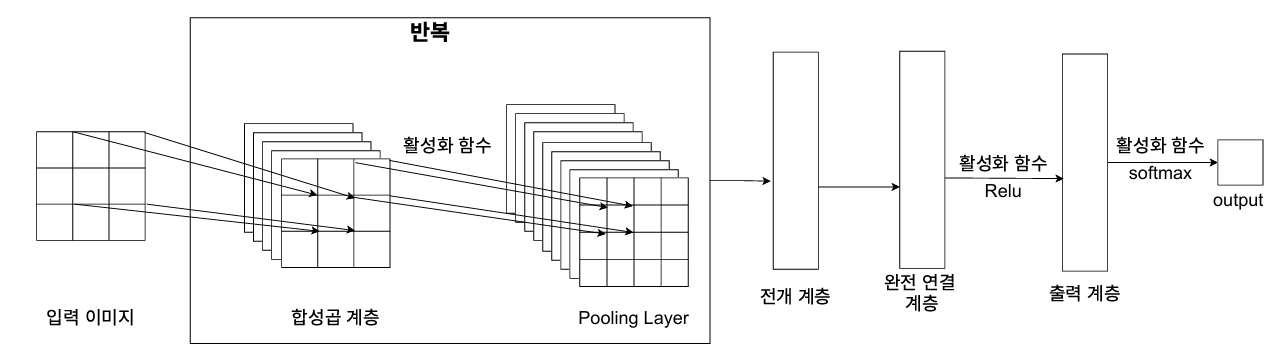 반복
활성화 함수
입력 이미지
합성곱 계층
Pooling Layer
전개 계층
완전 연결
계층
활성화 함수
Relu
출력 계층
활성화 함수
softmax
output